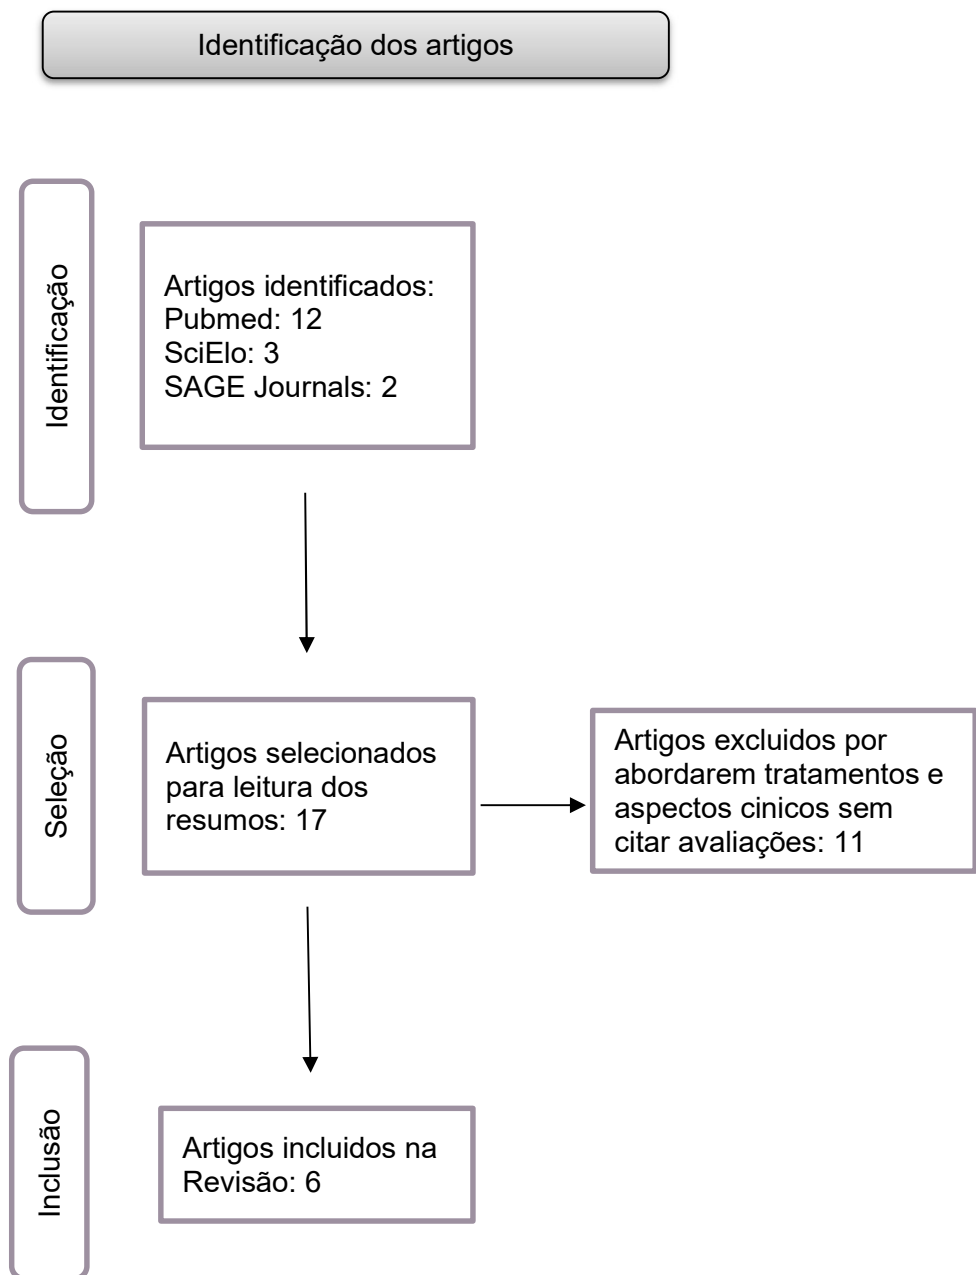 Identificação dos artigos
Identificação
Artigos identificados:
Pubmed: 12
SciElo: 3
SAGE Journals: 2
Seleção
Artigos selecionados
para leitura dos
resumos: 17
Artigos excluidos por
abordarem tratamentos e
aspectos cinicos sem
citar avaliações: 11
Inclusão
Artigos incluidos na
Revisão: 6